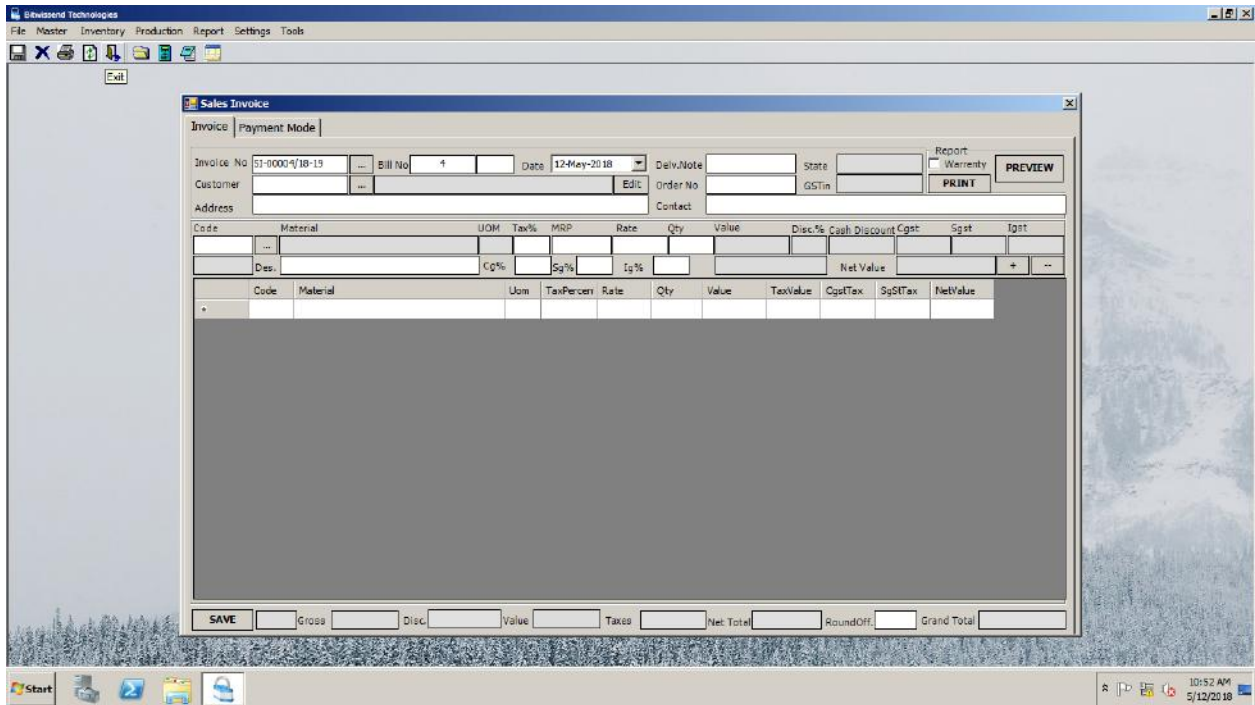 Bitwissend Technologies
File Master Inventory Production Report Settings Tools
Exit
Sales Invoice
Invoice Payment Mode
Invoice No SI-00004/18-19 ... Bill No 4 Date 12-May-2018 Delv.Note State Report Warrenty PREVIEW
Customer ... Edit Order No GSTin PRINT
Address Contact
Code Material UOM Tax% MRP Rate Qty Value Disc.% Cash Discount Cgst Sgst Igst
...
Des. Cg% Sg% Ig% Net Value + --
Code Material Uom TaxPercen Rate Qty Value TaxValue CgstTax SgStTax NetValue
*
SAVE Gross Disc. Value Taxes Net Total RoundOff. Grand Total
Start
10:52 AM
5/12/2018